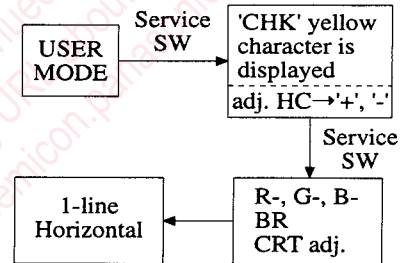 Service
SW
USER
MODE
'CHK' yellow
character is
displayed
adj. HC→'+', '-'
Service
SW
R-, G-, B-
BR
CRT adj.
1-line
Horizontal